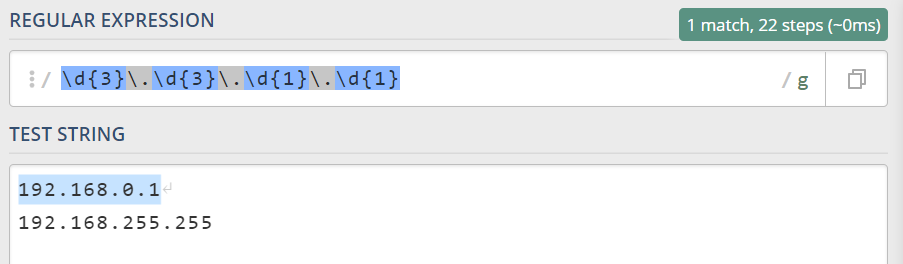 REGULAR EXPRESSION
1 match, 22 steps (~0ms)
/ \d{3}\.\d{3}\.\d{1}\.\d{1} / g
TEST STRING
192.168.0.1
192.168.255.255